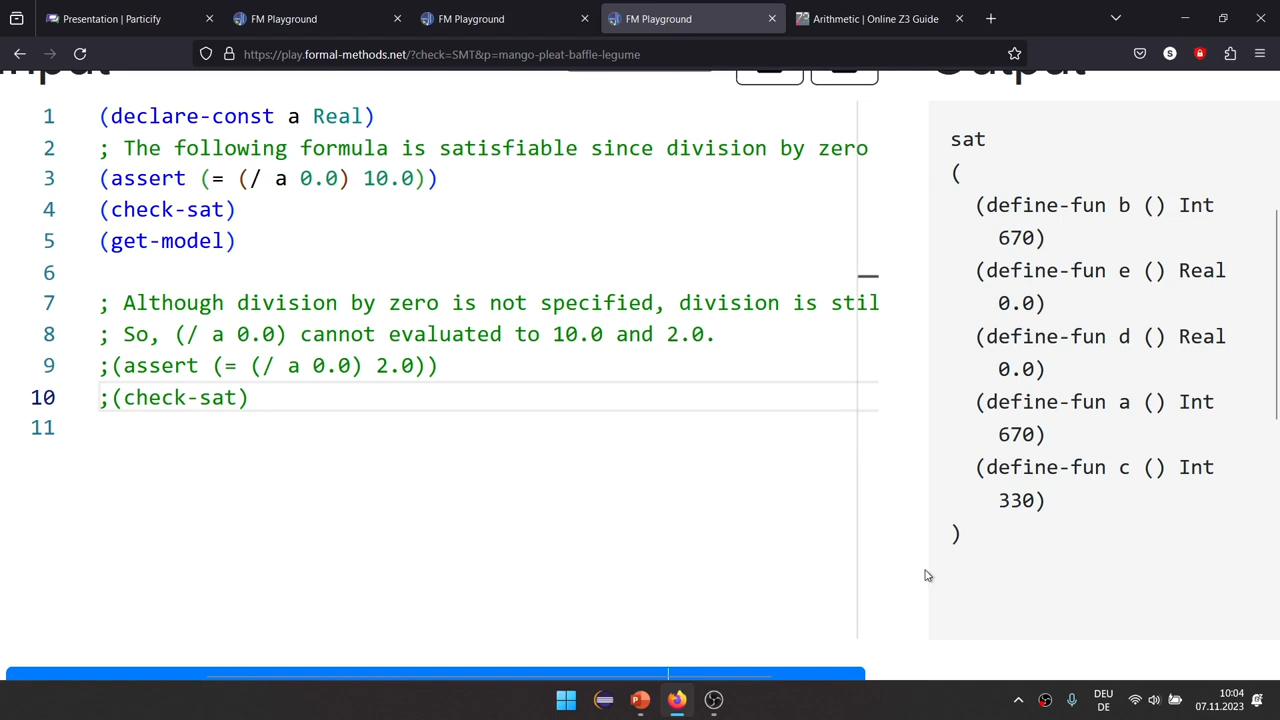 Presentation | Particify
FM Playground
FM Playground
FM Playground
Arithmetic | Online Z3 Guide
https://play.formal-methods.net/?check=SMT&p=mango-pleat-baffle-legume
1 (declare-const a Real)
2 ; The following formula is satisfiable since division by zero
3 (assert (= (/ a 0.0) 10.0))
4 (check-sat)
5 (get-model)
6
7 ; Although division by zero is not specified, division is stil
8 ; So, (/ a 0.0) cannot evaluated to 10.0 and 2.0.
9 ;(assert (= (/ a 0.0) 2.0))
10 ;(check-sat)
11
sat
(
(define-fun b () Int
670)
(define-fun e () Real
0.0)
(define-fun d () Real
0.0)
(define-fun a () Int
670)
(define-fun c () Int
330)
)
DEU
DE
10:04
07.11.2023